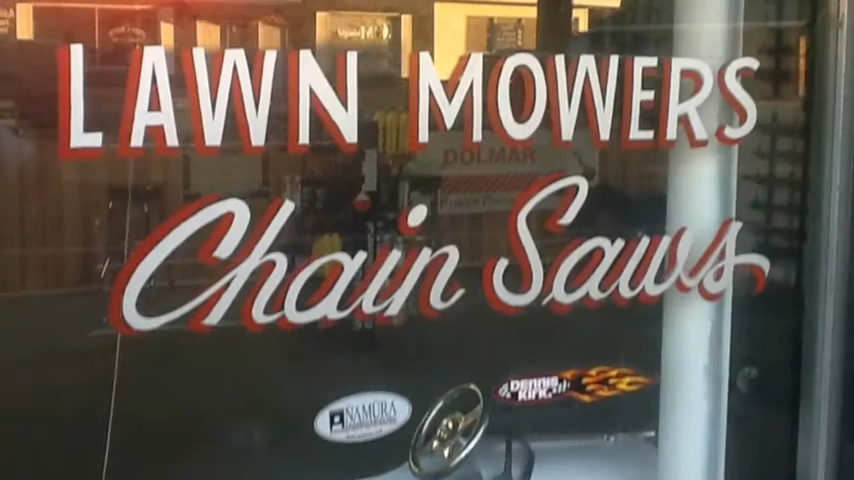 LAWN MOWERS
DOLMAR
Chain Saws
DENNIS
KIRK
NAMURA